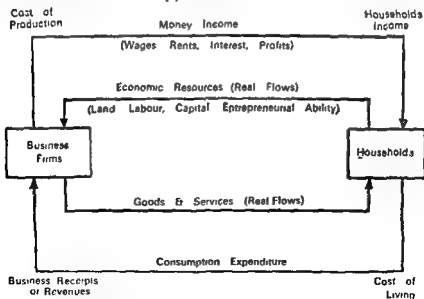 Cost of
Production
Money Income
Households
Income
(Wages Rents, Interest, Profits)
Economic Resources (Real Flows)
(Land Labour, Capital Entrepreneurial Ability)
Business
Firms
Households
Goods & Services (Real Flows)
Consumption Expenditure
Business Receipts
or Revenues
Cost of
Living